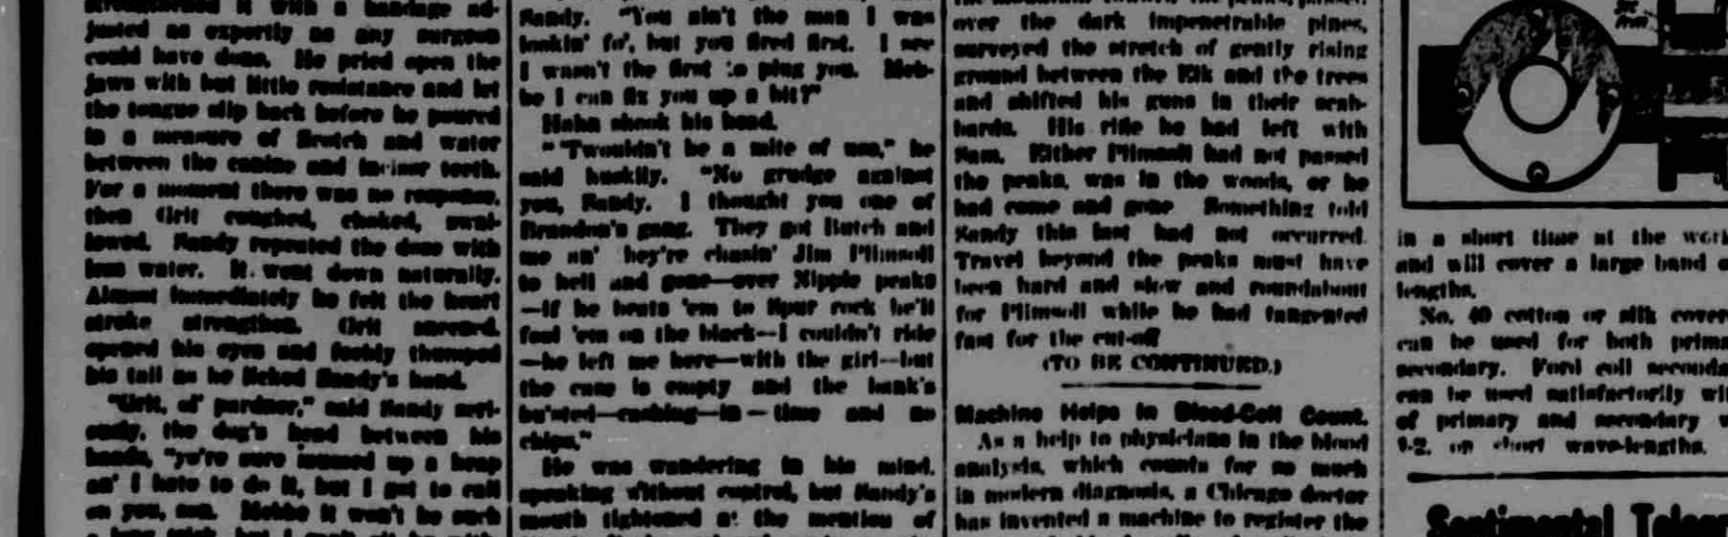 strengthened it with a bandage ad-
justed as expertly as any surgeon
could have done. He pried open the
jaws with but little resistance and let
the tongue slip back before he poured
in a measure of Scotch and water
between the canine and incisor teeth.
For a moment there was no response,
then Grit coughed, choked, swal-
lowed. Sandy repeated the dose with
less water. It went down naturally.
Almost immediately he felt the heart
stroke strengthen. Grit sneezed,
opened his eyes and feebly thumped
his tail as he licked Sandy's hand.
"Grit, ol' pardner," said Sandy seri-
ously, the dog's head between his
hands, "yo're sure mussed up a heap
an' I hate to do it, but I got to call
on you, son. Mebbe it won't be such
Sandy. "You ain't the man I was
lookin' fo', but you fired first. I see
I wasn't the first to plug you. Meb-
be I can fix you up a bit?"
Hahn shook his head.
"'Twouldn't be a mite of use," he
said huskily. "No grudge against
you, Sandy. I thought you one of
Brandon's gang. They got Butch and
me an' hey're chasin' Jim Plimsoll
to hell and gone—over Nipple peaks
—if he beats 'em to Spur rock he'll
fool 'em on the black—I couldn't ride
—he left me here—with the girl—but
the case is empty and the bank's
bu'sted—cashing—in—time and no
chips."
He was wandering in his mind,
speaking without control, but Sandy's
mouth tightened at the mention of
over the dark impenetrable pines,
surveyed the stretch of gently rising
ground between the Elk and the trees
and shifted his guns in their scab-
bards. His rifle he had left with
Sam. Either Plimsoll had not passed
the peaks, was in the woods, or he
had come and gone. Something told
Sandy this last had not occurred.
Travel beyond the peaks must have
been hard and slow and roundabout
for Plimsoll while he had tangented
fast for the cut-off
(TO BE CONTINUED.)
Machine Helps in Blood-Cell Count.
As a help to physicians in the blood
analysis, which counts for so much
in modern diagnosis, a Chicago doctor
has invented a machine to register the
in a short time at the work
and will cover a large band o
lengths.
No. 40 cotton or silk cover
can be used for both prima
secondary. Ford coil seconda
can be used satisfactorily wi
of primary and secondary
1-2, on short wave-lengths.
Sentimental Teleg